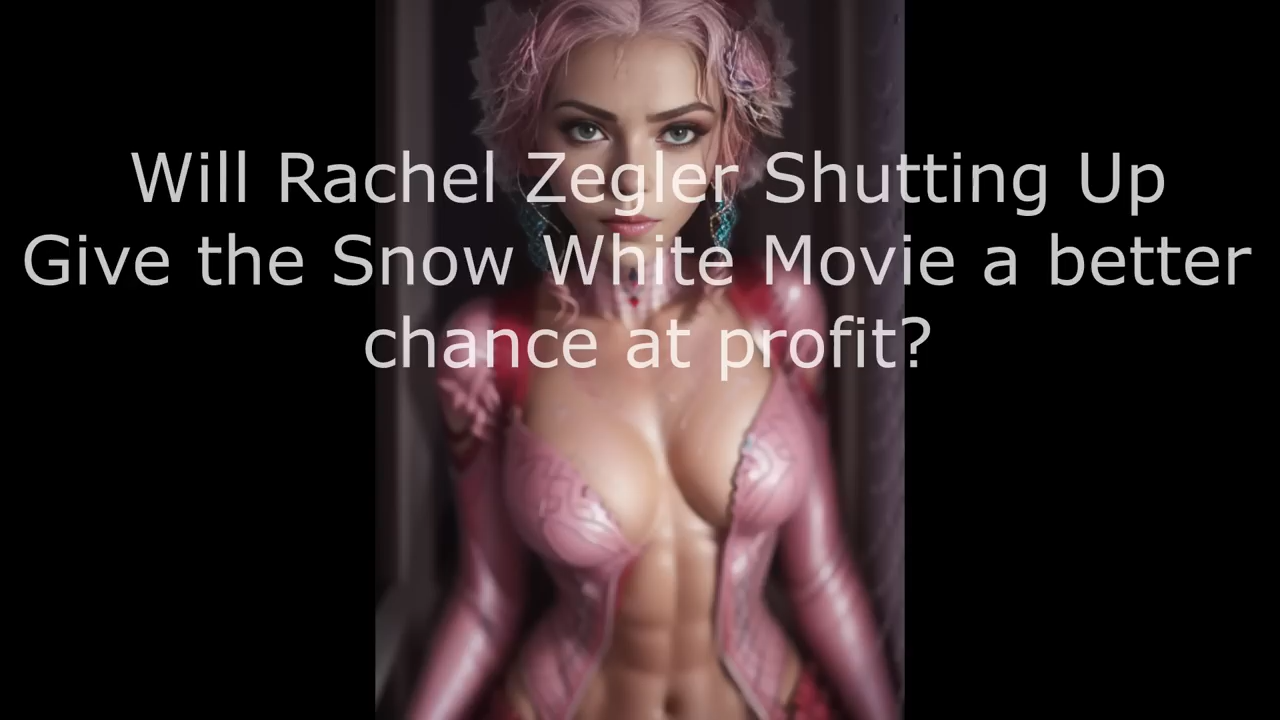 Will Rachel Zegler Shutting Up
Give the Snow White Movie a better
chance at profit?